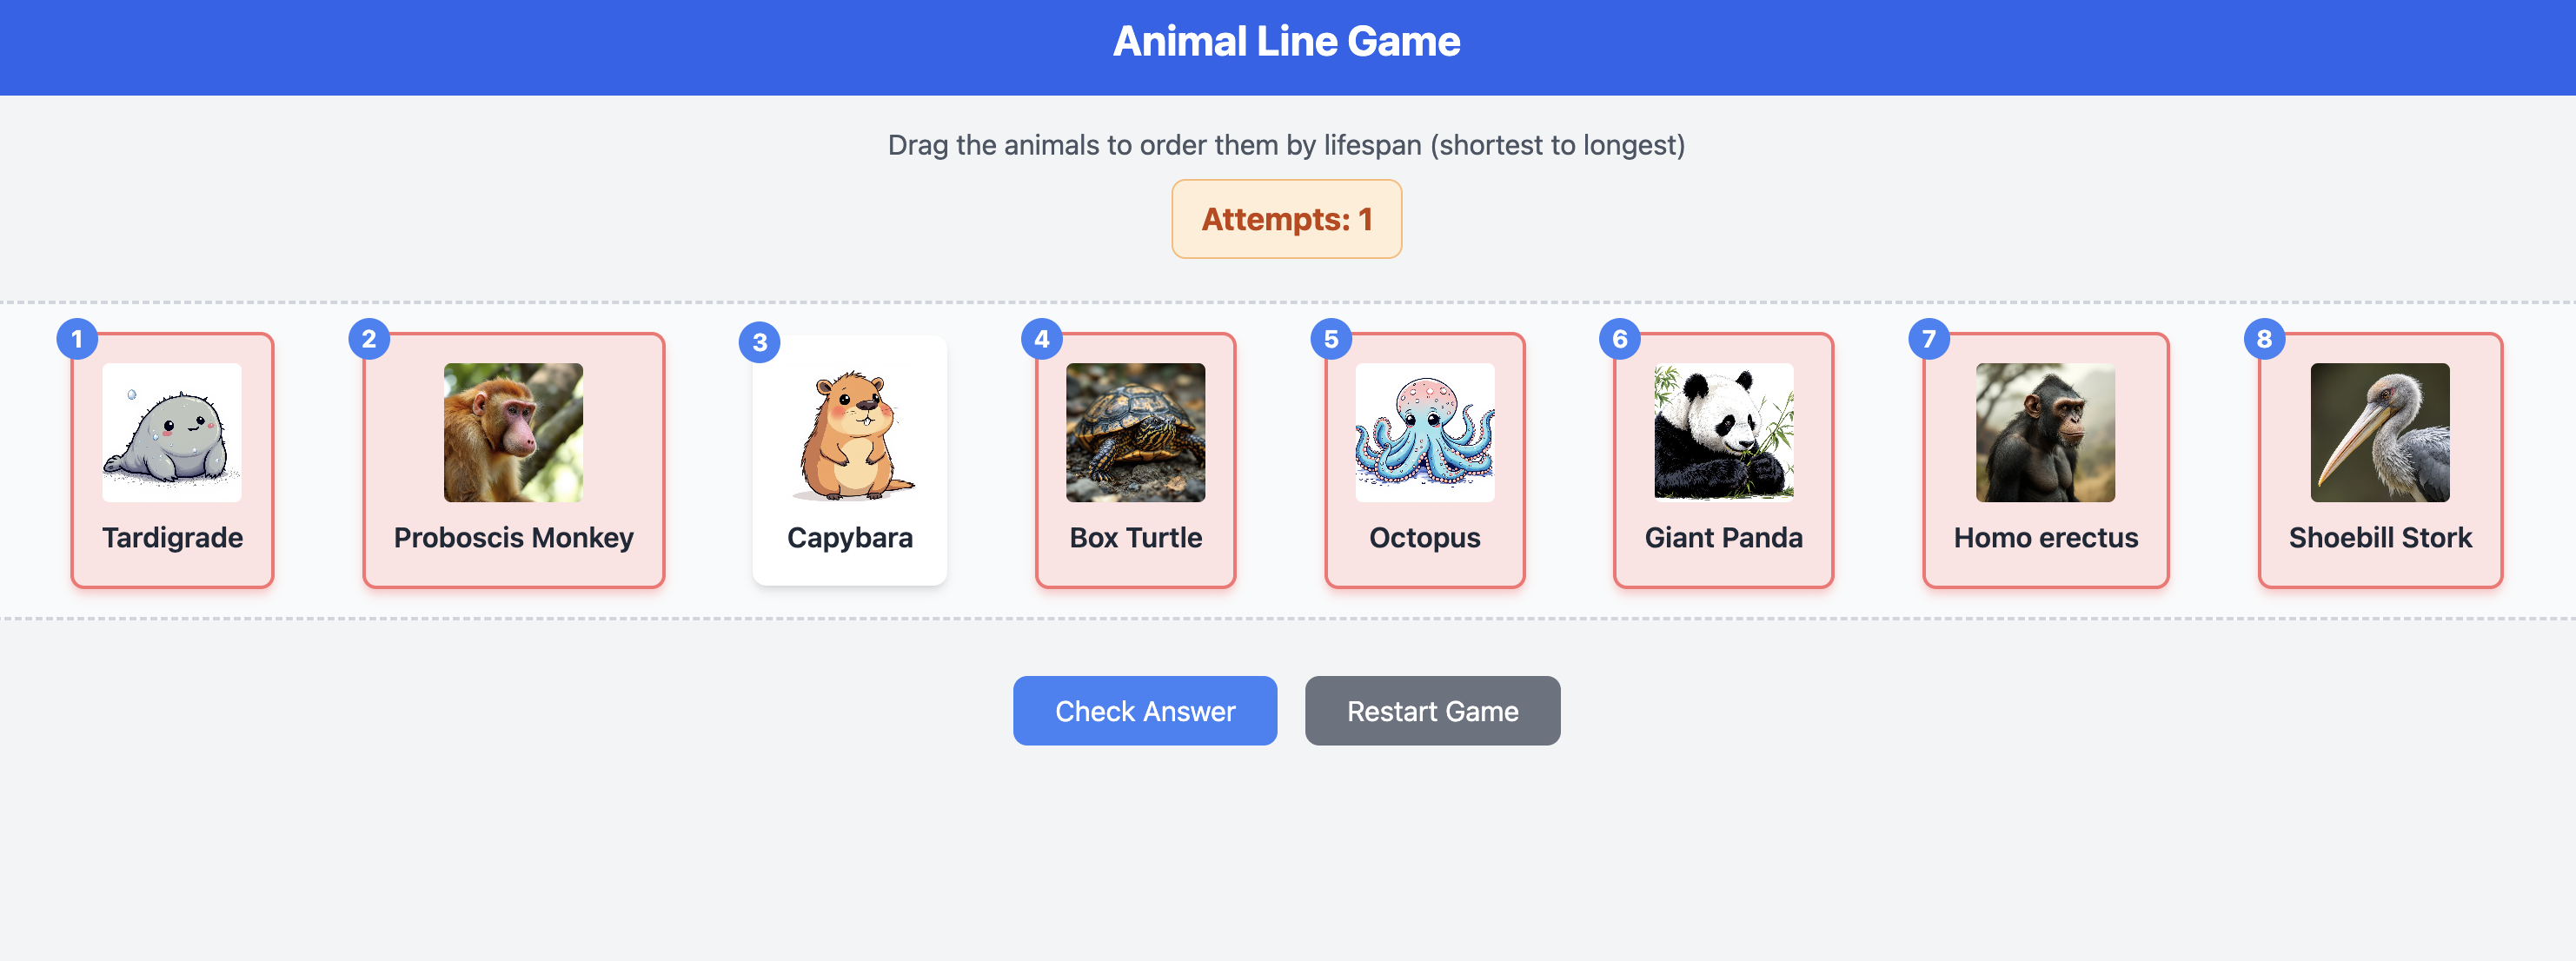 Animal Line Game
Drag the animals to order them by lifespan (shortest to longest)
Attempts: 1
1 2 3 4 5 6 7 8
Tardigrade Proboscis Monkey Capybara Box Turtle Octopus Giant Panda Homo erectus Shoebill Stork
Check Answer Restart Game